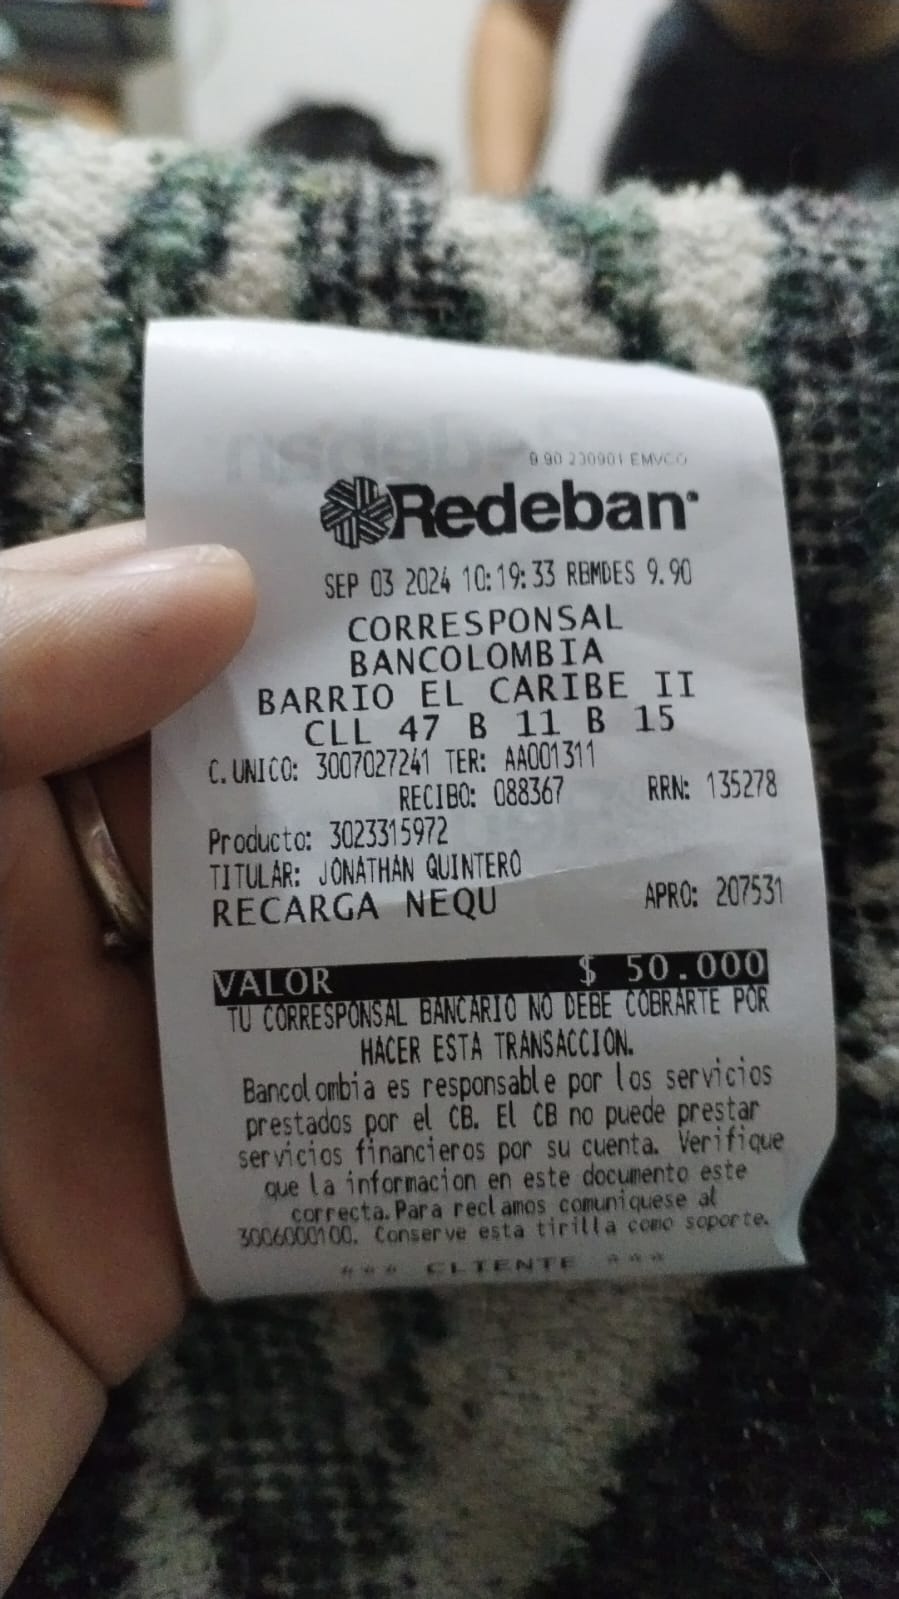 9.90 230901 EMVCO
Redeban
SEP 03 2024 10:19:33 RBMDES 9.90
CORRESPONSAL
BANCOLOMBIA
BARRIO EL CARIBE II
CLL 47 B 11 B 15
C. UNICO: 3007027241 TER: AA001311
RECIBO: 088367 RRN: 135278
Producto: 3023315972
TITULAR: JONATHAN QUINTERO
RECARGA NEQU APRO: 207531
VALOR $ 50.000
TU CORRESPONSAL BANCARIO NO DEBE COBRARTE POR
HACER ESTA TRANSACCION.
Bancolombia es responsable por los servicios
prestados por el CB. El CB no puede prestar
servicios financieros por su cuenta. Verifique
que la informacion en este documento este
correcta. Para reclamos comuniquese al
3006000100. Conserve esta tirilla como soporte.
*** CLIENTE ***